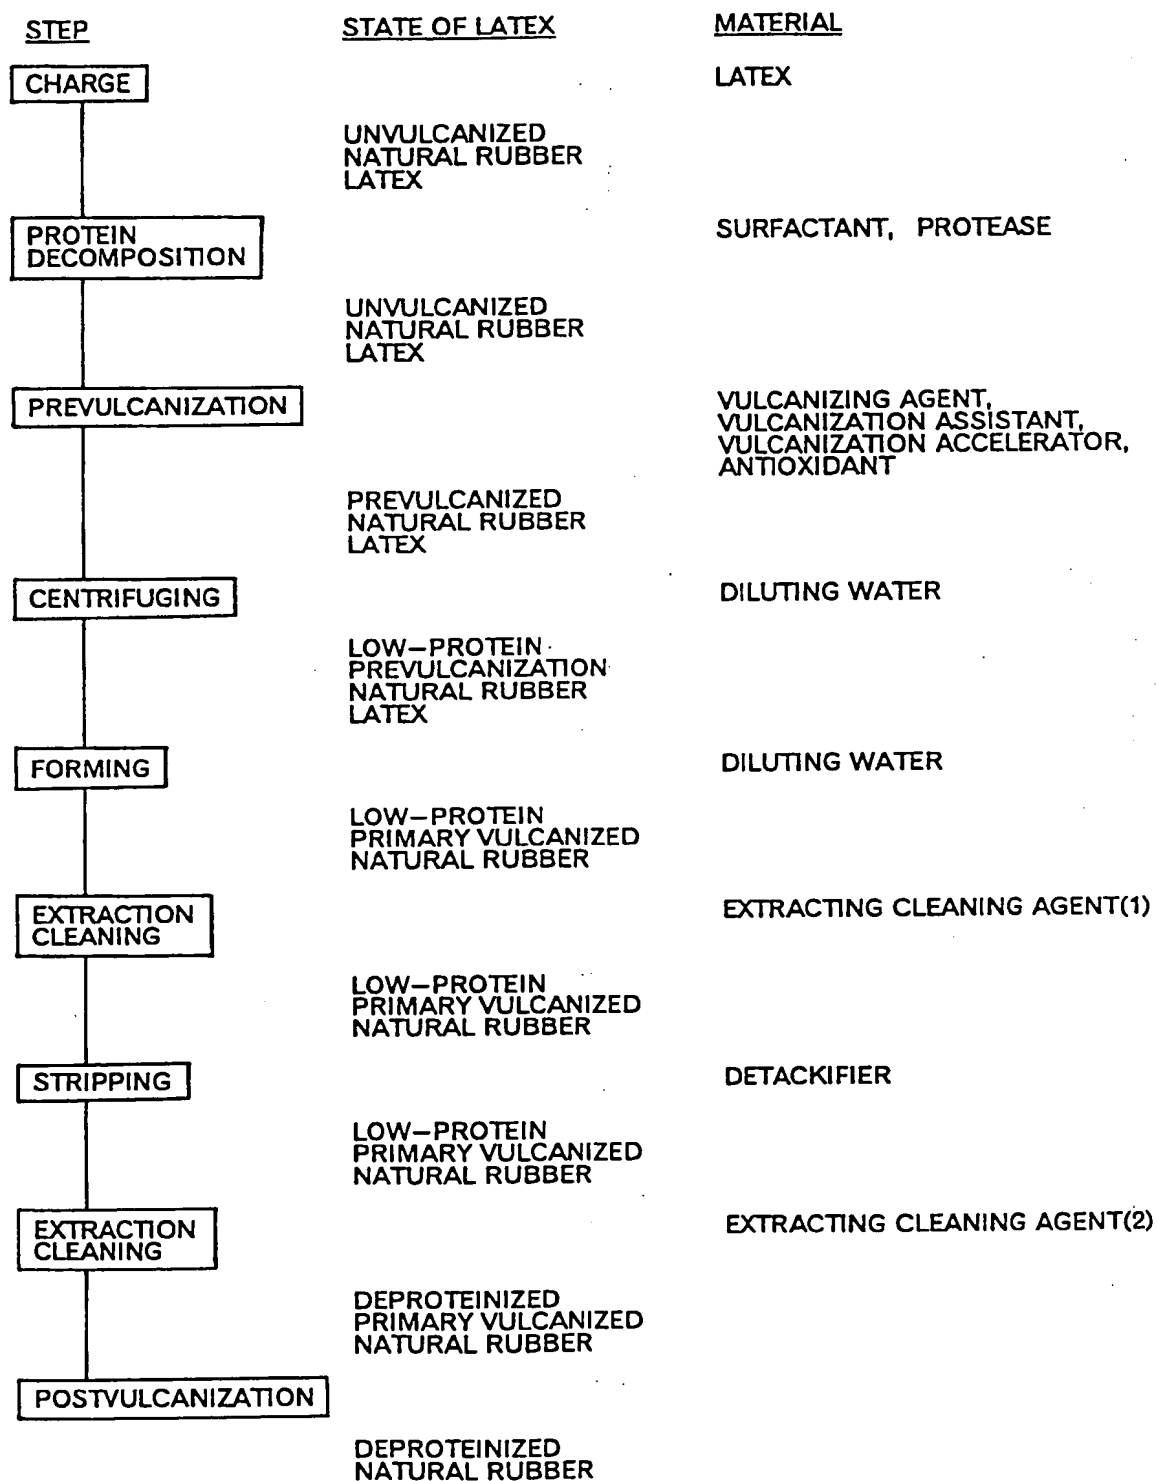 STEP STATE OF LATEX MATERIAL
CHARGE LATEX
UNVULCANIZED
NATURAL RUBBER
LATEX
PROTEIN
DECOMPOSITION
SURFACTANT, PROTEASE
UNVULCANIZED
NATURAL RUBBER
LATEX
PREVULCANIZATION
VULCANIZING AGENT,
VULCANIZATION ASSISTANT,
VULCANIZATION ACCELERATOR,
ANTIOXIDANT
PREVULCANIZED
NATURAL RUBBER
LATEX
CENTRIFUGING DILUTING WATER
LOW-PROTEIN
PREVULCANIZATION
NATURAL RUBBER
LATEX
FORMING DILUTING WATER
LOW-PROTEIN
PRIMARY VULCANIZED
NATURAL RUBBER
EXTRACTION
CLEANING
EXTRACTING CLEANING AGENT(1)
LOW-PROTEIN
PRIMARY VULCANIZED
NATURAL RUBBER
STRIPPING DETACKIFIER
LOW-PROTEIN
PRIMARY VULCANIZED
NATURAL RUBBER
EXTRACTION
CLEANING
EXTRACTING CLEANING AGENT(2)
DEPROTEINIZED
PRIMARY VULCANIZED
NATURAL RUBBER
POSTVULCANIZATION
DEPROTEINIZED
NATURAL RUBBER